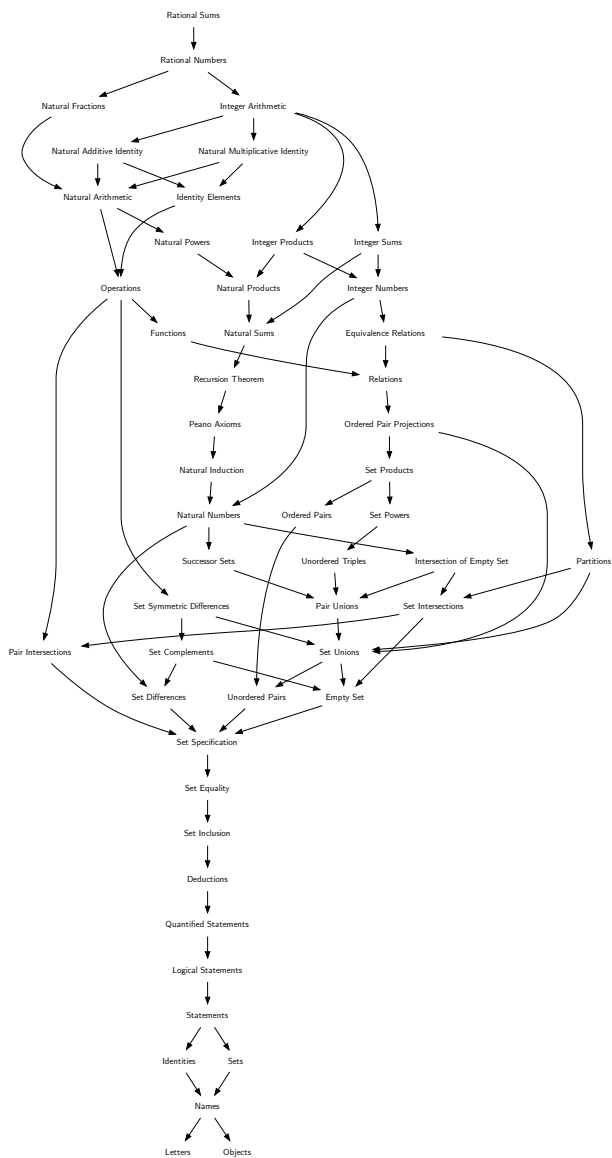 Rational Sums
Rational Numbers
Natural Fractions
Integer Arithmetic
Natural Additive Identity
Natural Multiplicative Identity
Natural Arithmetic
Identity Elements
Natural Powers
Integer Products
Integer Sums
Operations
Natural Products
Integer Numbers
Functions
Natural Sums
Equivalence Relations
Recursion Theorem
Relations
Peano Axioms
Ordered Pair Projections
Natural Induction
Set Products
Natural Numbers
Ordered Pairs
Set Powers
Successor Sets
Unordered Triples
Intersection of Empty Set
Partitions
Set Symmetric Differences
Pair Unions
Set Intersections
Pair Intersections
Set Complements
Set Unions
Set Differences
Unordered Pairs
Empty Set
Set Specification
Set Equality
Set Inclusion
Deductions
Quantified Statements
Logical Statements
Statements
Identities
Sets
Names
Letters
Objects